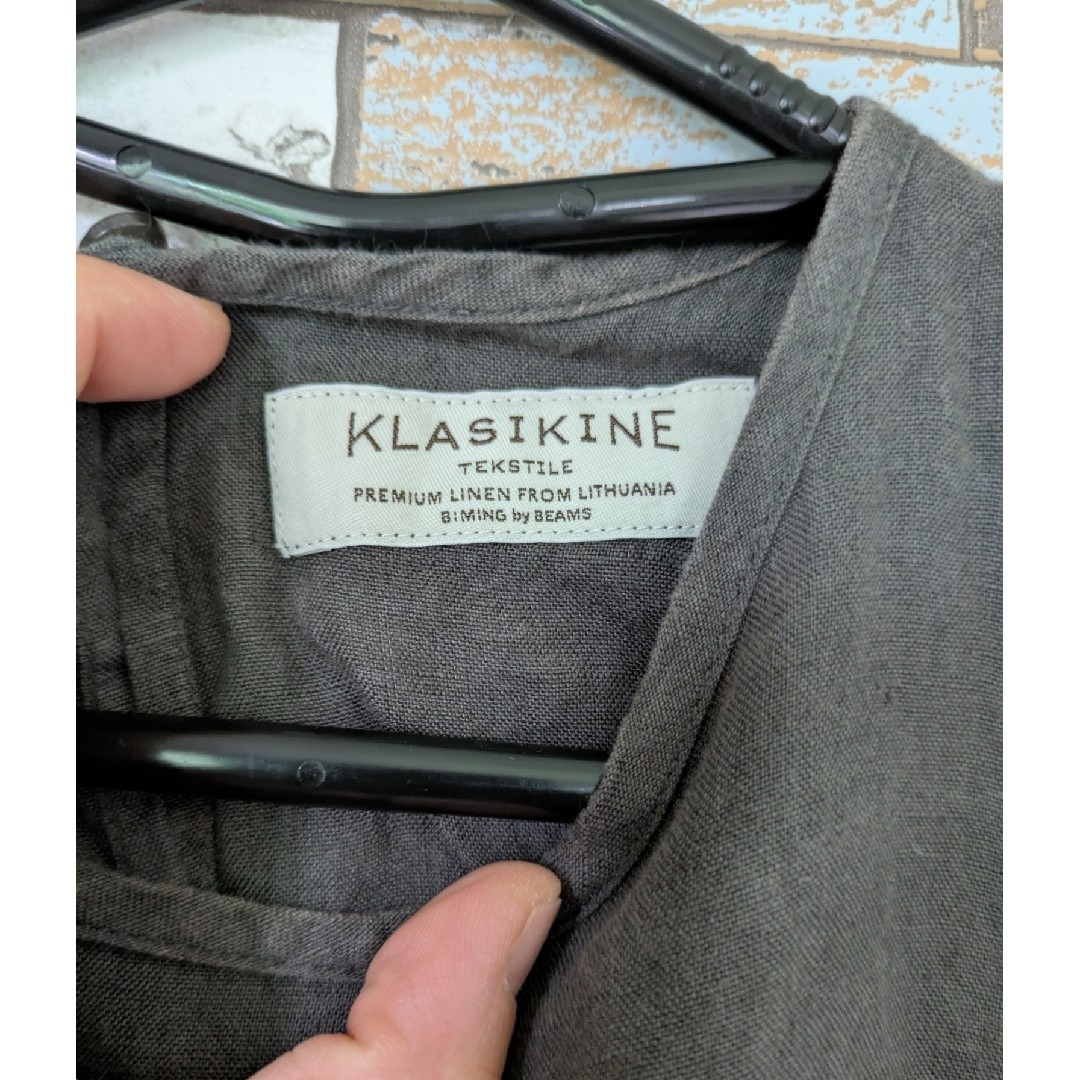 KLASIKINE
TEKSTILE
PREMIUM LINEN FROM LITHUANIA
B:MING by BEAMS